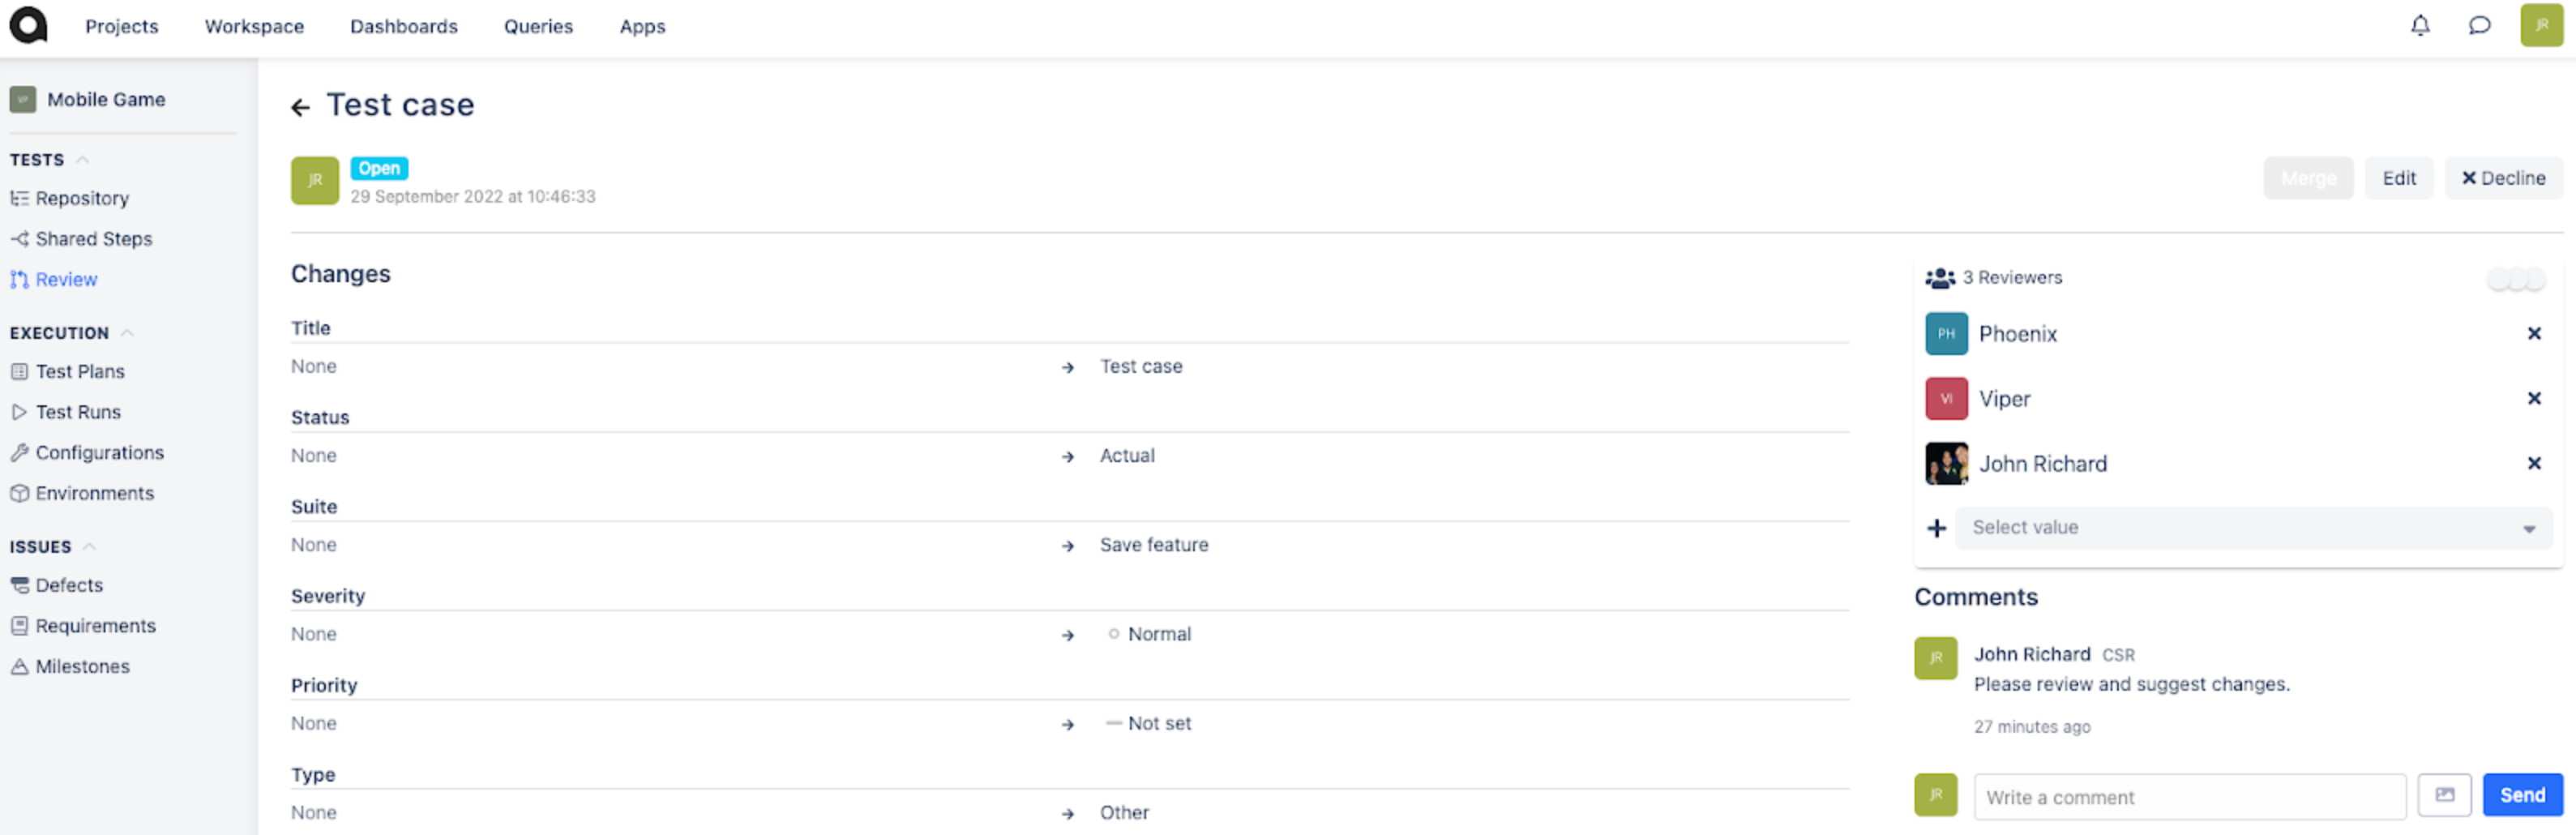 Projects Workspace Dashboards Queries Apps JR
VP Mobile Game
TESTS
Repository
Shared Steps
Review
EXECUTION
Test Plans
Test Runs
Configurations
Environments
ISSUES
Defects
Requirements
Milestones
Test case
JR Open
29 September 2022 at 10:46:33
Merge Edit Decline
Changes
Title
None Test case
Status
None Actual
Suite
None Save feature
Severity
None Normal
Priority
None Not set
Type
None Other
3 Reviewers
PH Phoenix
VI Viper
John Richard
Select value
Comments
JR John Richard CSR
Please review and suggest changes.
27 minutes ago
JR Write a comment Send